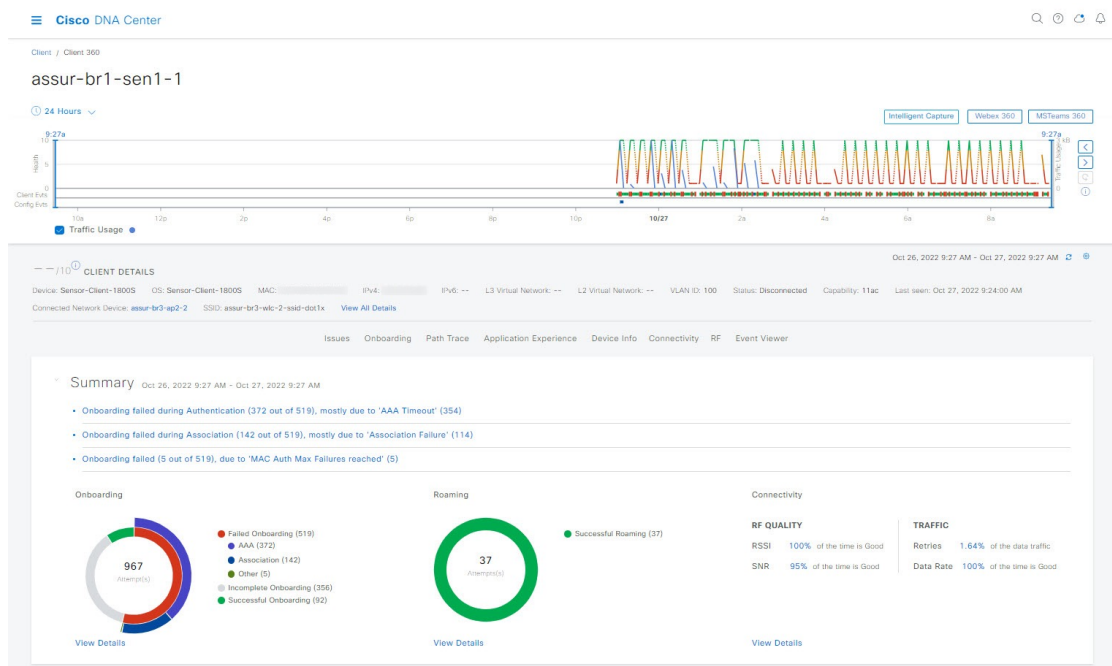 Cisco DNA Center
Client / Client 360
assur-br1-sen1-1
24 Hours
Intelligent Capture Webex 360 MSTeams 360
9:27a 9:27a
10 kB
Health
5
0
Traffic Usage
Client Evts
Config Evts
10a 12p 2p 4p 6p 8p 10p 10/27 2a 4a 6a 8a
Traffic Usage
Oct 26, 2022 9:27 AM - Oct 27, 2022 9:27 AM
--/10 CLIENT DETAILS
Device: Sensor-Client-1800S OS: Sensor-Client-1800S MAC: IPv4: IPv6: -- L3 Virtual Network: -- L2 Virtual Network: -- VLAN ID: 100 Status: Disconnected Capability: 11ac Last seen: Oct 27, 2022 9:24:00 AM
Connected Network Device: assur-br3-ap2-2 SSID: assur-br3-wlc-2-ssid-dot1x View All Details
Issues Onboarding Path Trace Application Experience Device Info Connectivity RF Event Viewer
Summary Oct 26, 2022 9:27 AM - Oct 27, 2022 9:27 AM
• Onboarding failed during Authentication (372 out of 519), mostly due to 'AAA Timeout' (354)
• Onboarding failed during Association (142 out of 519), mostly due to 'Association Failure' (114)
• Onboarding failed (5 out of 519), due to 'MAC Auth Max Failures reached' (5)
Onboarding
967
Attempt(s)
Failed Onboarding (519)
AAA (372)
Association (142)
Other (5)
Incomplete Onboarding (356)
Successful Onboarding (92)
View Details
Roaming
37
Attempt(s)
Successful Roaming (37)
View Details
Connectivity
RF QUALITY
RSSI 100% of the time is Good
SNR 95% of the time is Good
TRAFFIC
Retries 1.64% of the data traffic
Data Rate 100% of the time is Good
View Details